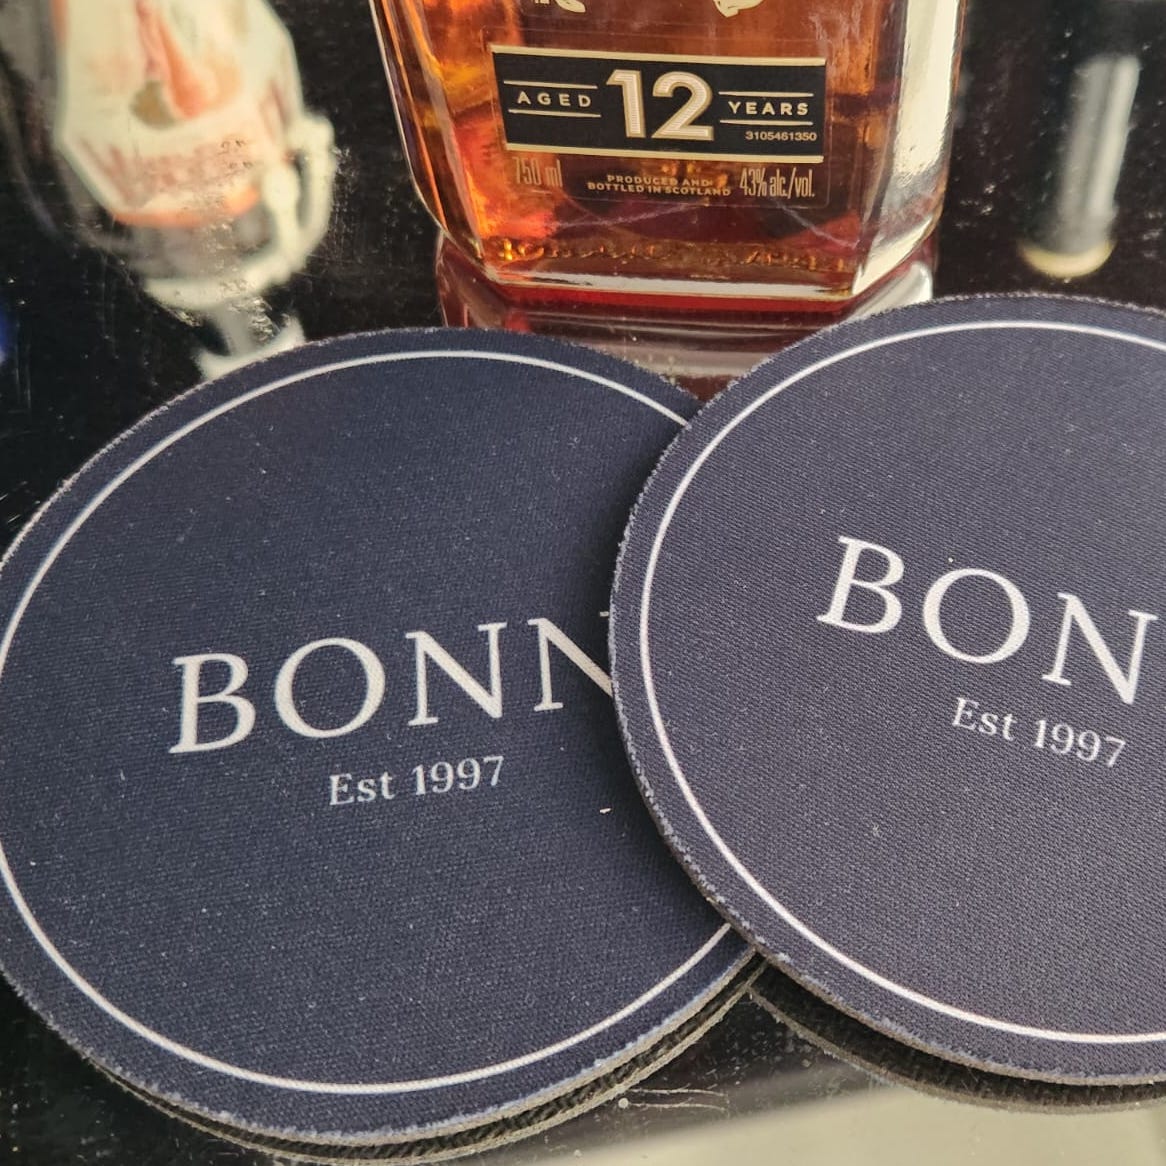 AGED 12 YEARS
3105461350
750 ml
PRODUCED AND
BOTTLED IN SCOTLAND
43% alc./vol.
BONN
Est 1997
BON
Est 1997